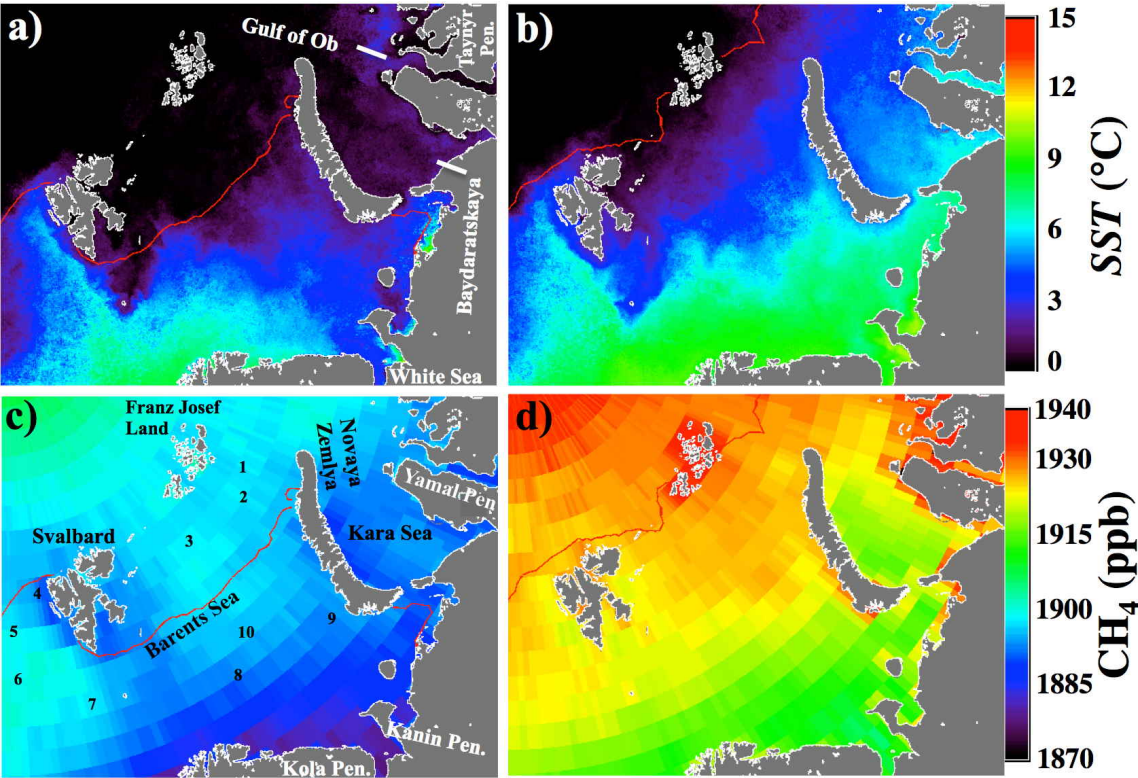 a)
Gulf of Ob
Taynyr
Pen.
Baydaratskaya
White Sea
b)
15
12
9
6
3
0
SST (°C)
c)
Franz Josef
Land
Novaya
Zemlya
Yamal Pen
Kara Sea
Svalbard
Barents Sea
Kanin Pen.
Kola Pen.
1
2
3
4
5
6
7
8
9
10
d)
1940
1930
1915
1900
1885
1870
CH₄ (ppb)